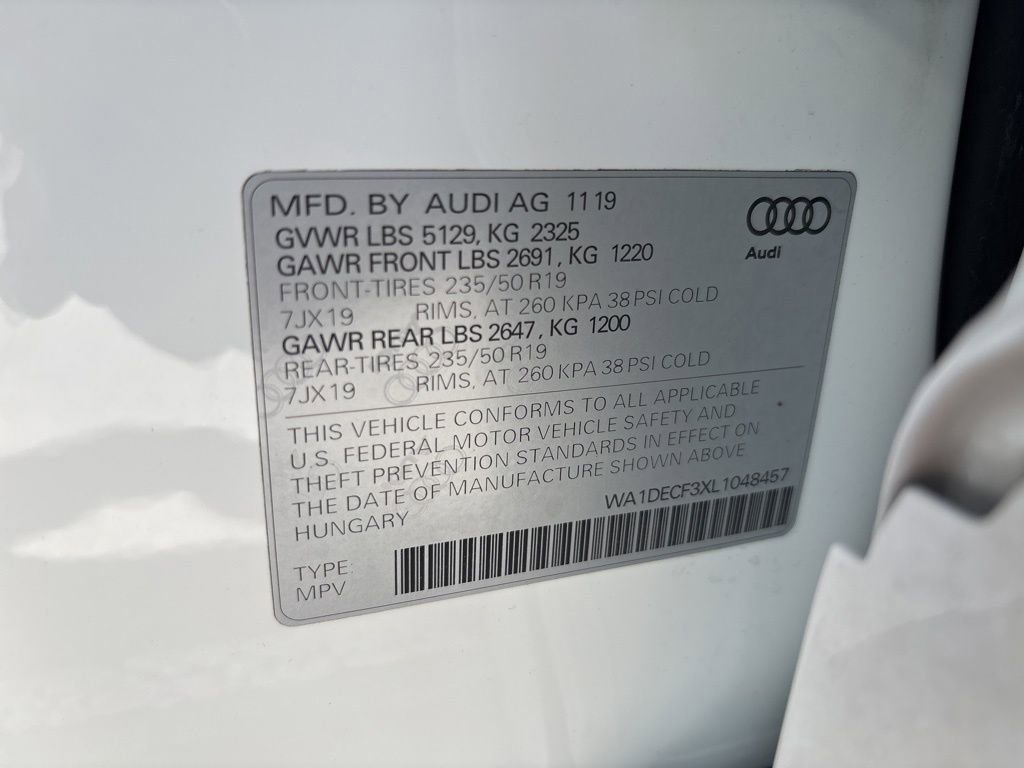 MFD. BY AUDI AG 11 19
GVWR LBS 5129, KG 2325
GAWR FRONT LBS 2691, KG 1220
FRONT-TIRES 235/50 R19
7JX19 RIMS, AT 260 KPA 38 PSI COLD
GAWR REAR LBS 2647, KG 1200
REAR-TIRES 235/50 R19
7JX19 RIMS, AT 260 KPA 38 PSI COLD
Audi
THIS VEHICLE CONFORMS TO ALL APPLICABLE
U.S. FEDERAL MOTOR VEHICLE SAFETY AND
THEFT PREVENTION STANDARDS IN EFFECT ON
THE DATE OF MANUFACTURE SHOWN ABOVE
HUNGARY
WA1DECF3XL1048457
TYPE:
MPV